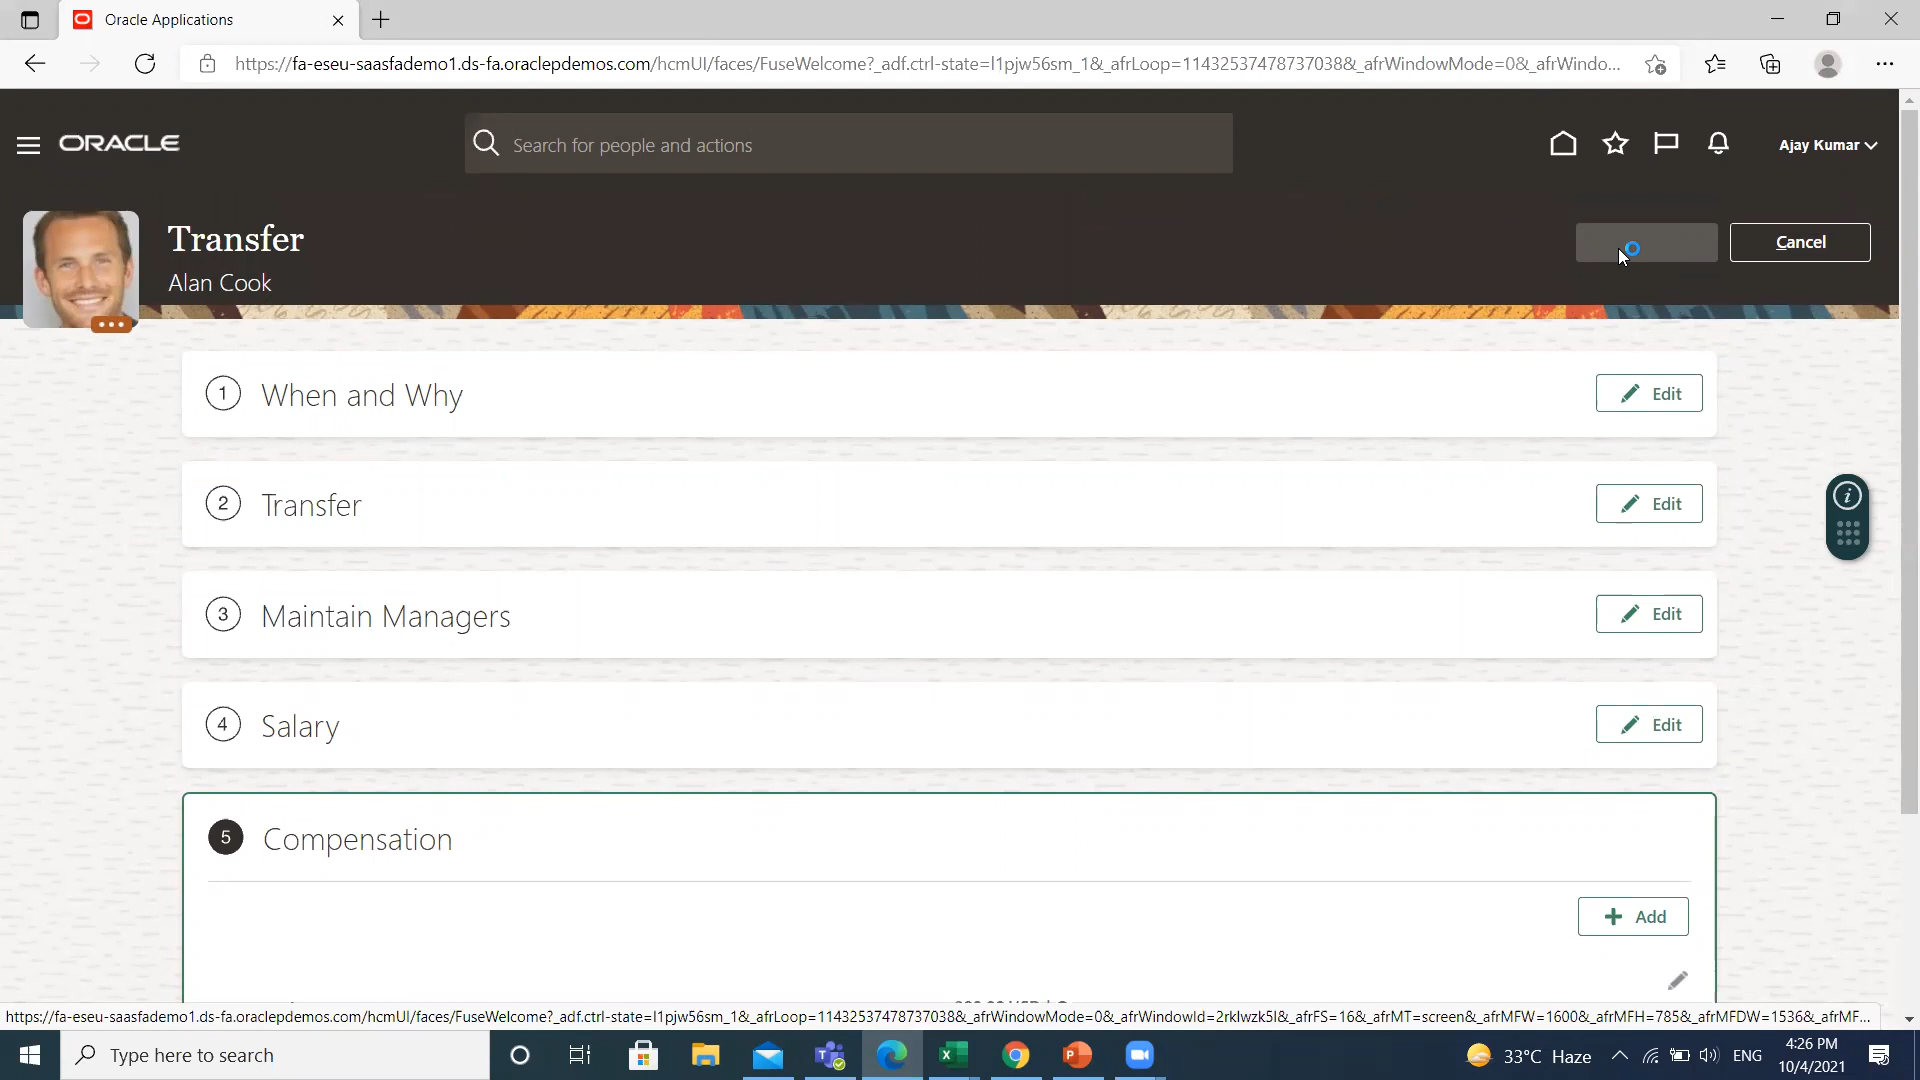 Oracle Applications
https://fa-eseu-saasfademo1.ds-fa.oraclepdemos.com/hcmUI/faces/FuseWelcome?_adf.ctrl-state=l1pjw56sm_1&_afrLoop=11432537478737038&_afrWindowMode=0&_afrWindo...
ORACLE
Search for people and actions
Ajay Kumar
Transfer
Alan Cook
Cancel
1 When and Why
Edit
2 Transfer
Edit
3 Maintain Managers
Edit
4 Salary
Edit
5 Compensation
Add
https://fa-eseu-saasfademo1.ds-fa.oraclepdemos.com/hcmUI/faces/FuseWelcome?_adf.ctrl-state=l1pjw56sm_1&_afrLoop=11432537478737038&_afrWindowMode=0&_afrWindowId=2rklwzk5l&_afrFS=16&_afrMT=screen&_afrMFW=1600&_afrMFH=785&_afrMFDW=1536&_afrMF...
Type here to search
33°C Haze
ENG
4:26 PM
10/4/2021